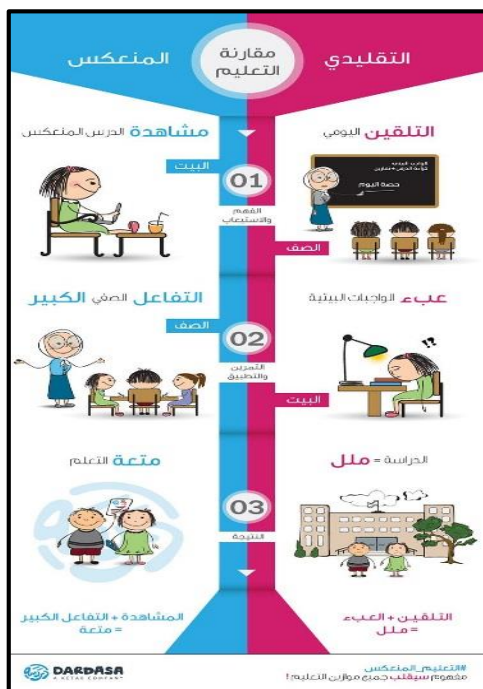 التقليدي
مقارنة
التعليم
المنعكس
التلقين اليومي
مشاهدة الدرس المنعكس
البيت
01
الفهم
والاستيعاب
حصة اليوم
الصف
عبء الواجبات البيتية
التفاعل الصفي الكبير
الصف
02
التمرين
والتطبيق
!?
البيت
الدراسة = ملل
متعة التعلم
03
النتيجة
التلقين + العبء
= ملل
المشاهدة + التفاعل الكبير
= متعة
#التعليم_المنعكس
مفهوم سيقلب جميع موازين التعليم!
DARDASA